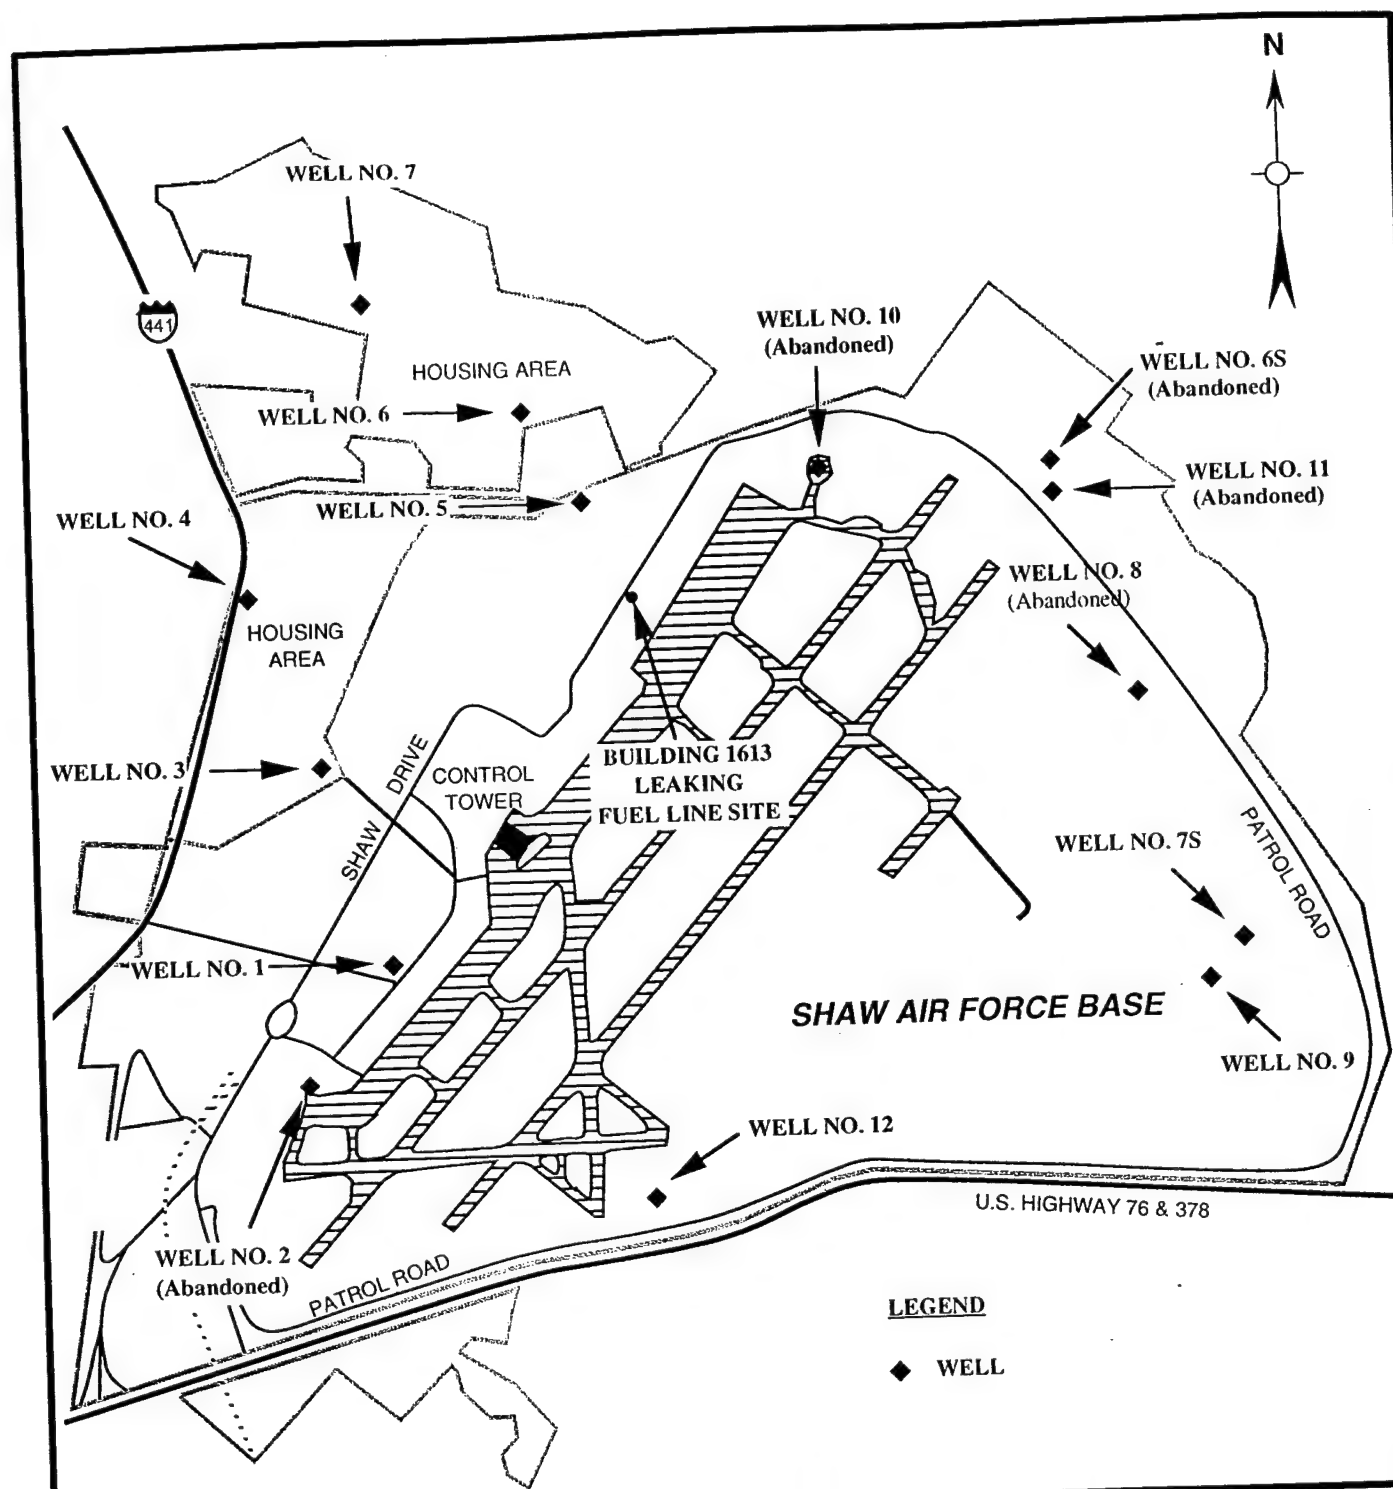 N
WELL NO. 7
441
WELL NO. 10
(Abandoned)
WELL NO. 6S
(Abandoned)
HOUSING AREA
WELL NO. 6
WELL NO. 11
(Abandoned)
WELL NO. 5
WELL NO. 4
WELL NO. 8
(Abandoned)
HOUSING
AREA
WELL NO. 3
SHAW DRIVE
CONTROL
TOWER
BUILDING 1613
LEAKING
FUEL LINE SITE
PATROL ROAD
WELL NO. 7S
WELL NO. 1
SHAW AIR FORCE BASE
WELL NO. 9
WELL NO. 12
U.S. HIGHWAY 76 & 378
WELL NO. 2
(Abandoned)
PATROL ROAD
LEGEND
WELL